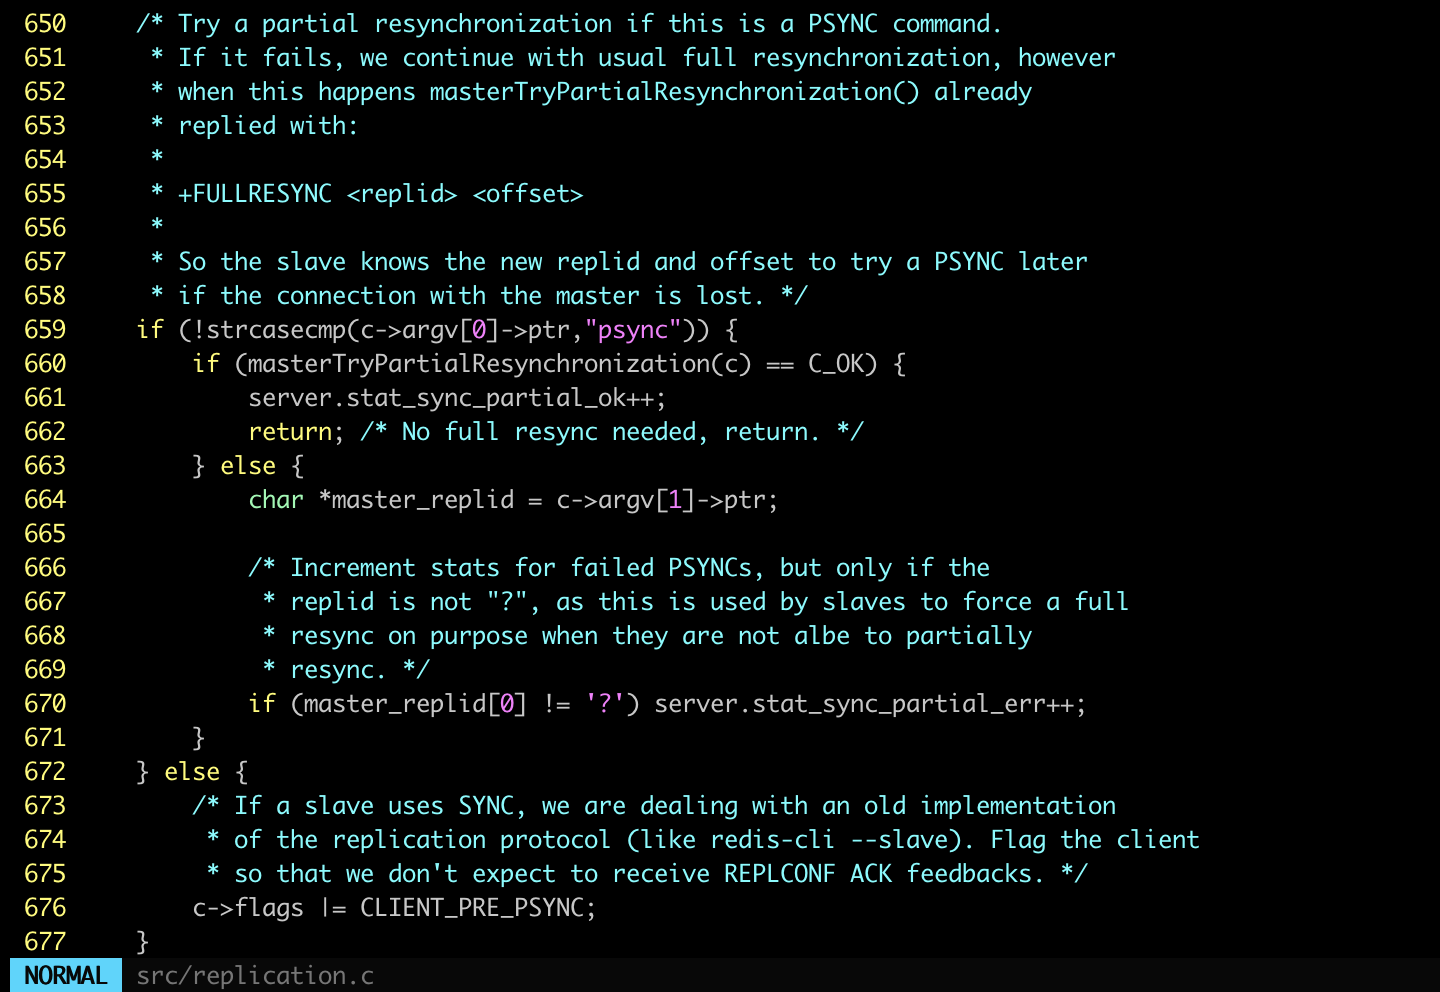 650     /* Try a partial resynchronization if this is a PSYNC command.
651      * If it fails, we continue with usual full resynchronization, however
652      * when this happens masterTryPartialResynchronization() already
653      * replied with:
654      *
655      * +FULLRESYNC <replid> <offset>
656      *
657      * So the slave knows the new replid and offset to try a PSYNC later
658      * if the connection with the master is lost. */
659     if (!strcasecmp(c->argv[0]->ptr,"psync")) {
660         if (masterTryPartialResynchronization(c) == C_OK) {
661             server.stat_sync_partial_ok++;
662             return; /* No full resync needed, return. */
663         } else {
664             char *master_replid = c->argv[1]->ptr;
665
666             /* Increment stats for failed PSYNCs, but only if the
667              * replid is not "?", as this is used by slaves to force a full
668              * resync on purpose when they are not albe to partially
669              * resync. */
670             if (master_replid[0] != '?') server.stat_sync_partial_err++;
671         }
672     } else {
673         /* If a slave uses SYNC, we are dealing with an old implementation
674          * of the replication protocol (like redis-cli --slave). Flag the client
675          * so that we don't expect to receive REPLCONF ACK feedbacks. */
676         c->flags |= CLIENT_PRE_PSYNC;
677     }
NORMAL src/replication.c